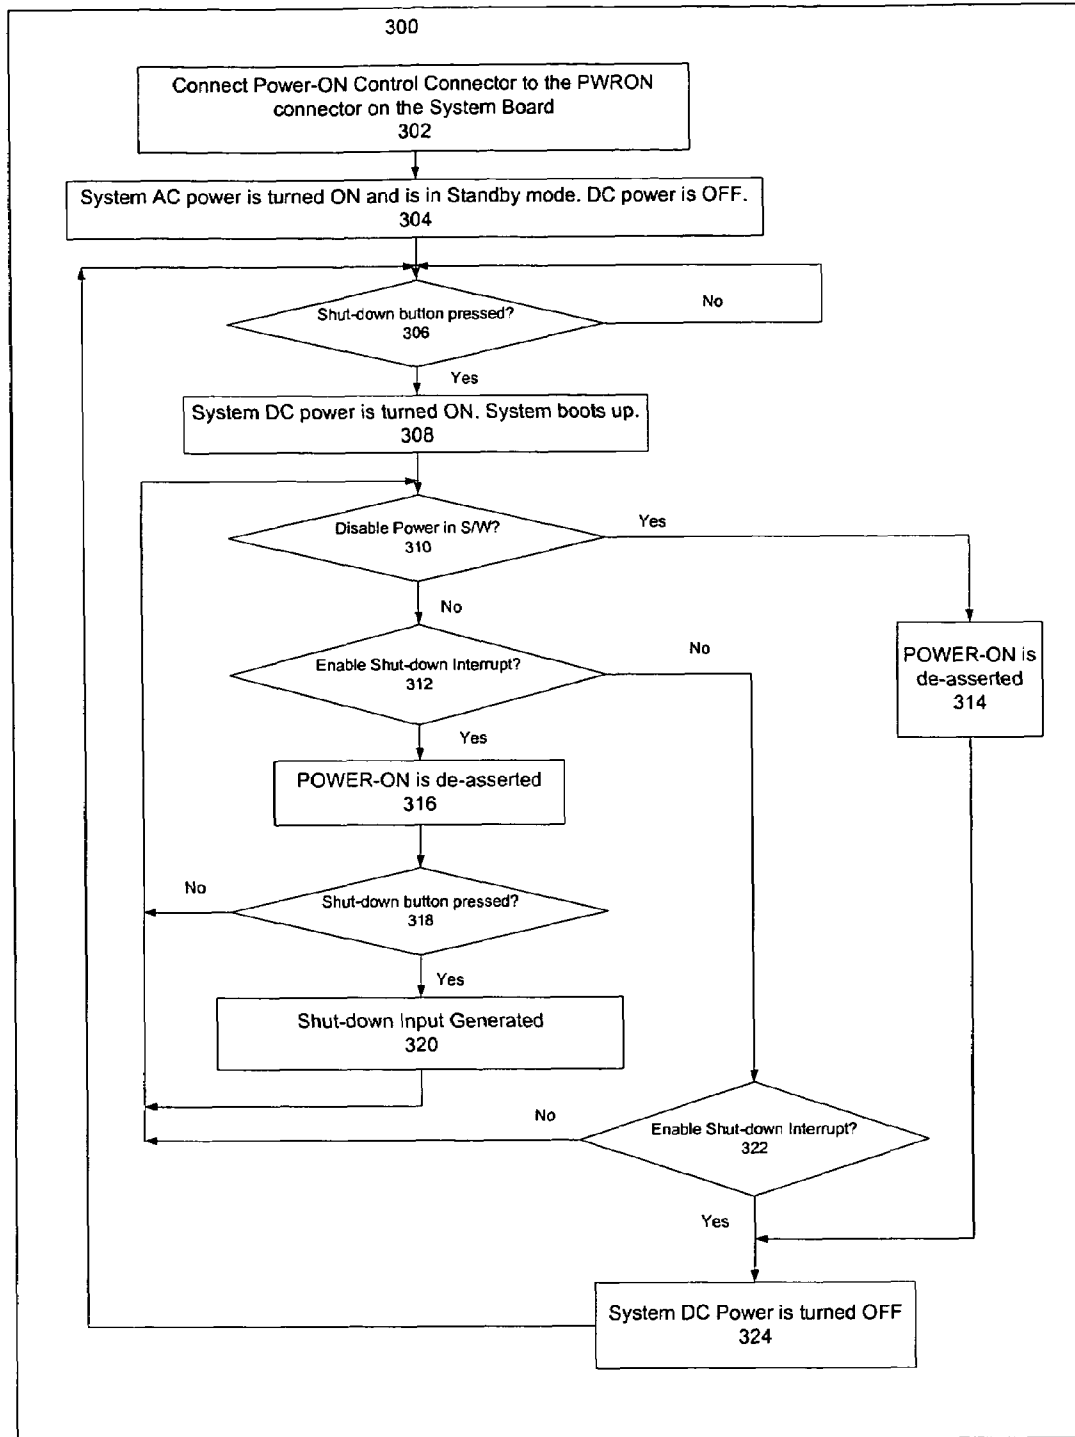 300
Connect Power-ON Control Connector to the PWRON
connector on the System Board
302
System AC power is turned ON and is in Standby mode. DC power is OFF.
304
Shut-down button pressed?
306
No
Yes
System DC power is turned ON. System boots up.
308
Disable Power in S/W?
310
Yes
No
Enable Shut-down Interrupt?
312
No
POWER-ON is
de-asserted
314
Yes
POWER-ON is de-asserted
316
No
Shut-down button pressed?
318
Yes
Shut-down Input Generated
320
No
Enable Shut-down Interrupt?
322
Yes
System DC Power is turned OFF
324